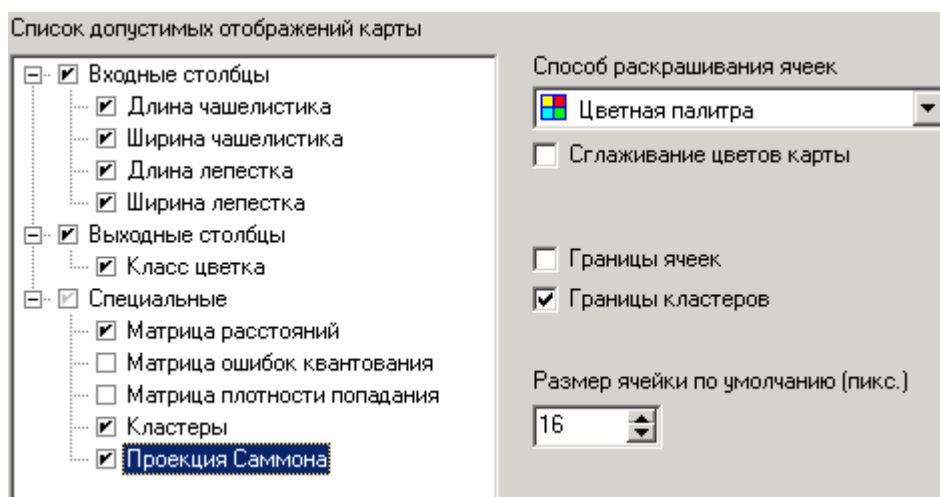 Список допустимых отображений карты
Входные столбцы
Длина чашелистика
Ширина чашелистика
Длина лепестка
Ширина лепестка
Выходные столбцы
Класс цветка
Специальные
Матрица расстояний
Матрица ошибок квантования
Матрица плотности попадания
Кластеры
Проекция Саммона
Способ раскрашивания ячеек
Цветная палитра
Сглаживание цветов карты
Границы ячеек
Границы кластеров
Размер ячейки по умолчанию (пикс.)
16